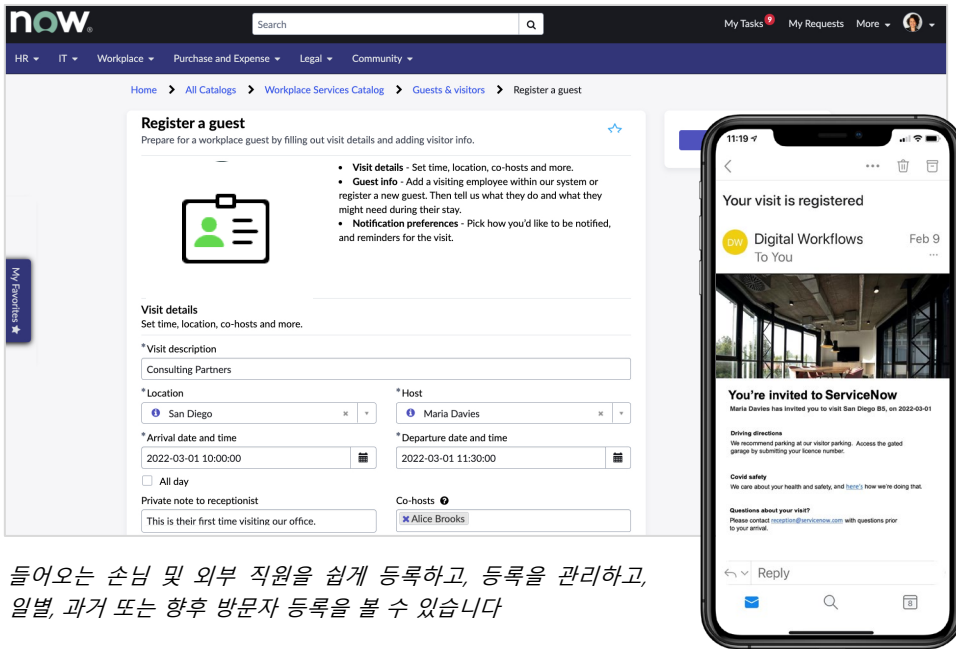 now.
Search
My Tasks 9 My Requests More
HR IT Workplace Purchase and Expense Legal Community
Home > All Catalogs > Workplace Services Catalog > Guests & visitors > Register a guest
Register a guest
Prepare for a workplace guest by filling out visit details and adding visitor info.
• Visit details - Set time, location, co-hosts and more.
• Guest info - Add a visiting employee within our system or
register a new guest. Then tell us what they do and what they
might need during their stay.
• Notification preferences - Pick how you'd like to be notified,
and reminders for the visit.
My Favorites
Visit details
Set time, location, co-hosts and more.
*Visit description
Consulting Partners
*Location *Host
San Diego Maria Davies
*Arrival date and time *Departure date and time
2022-03-01 10:00:00 2022-03-01 11:30:00
All day
Private note to receptionist Co-hosts
This is their first time visiting our office. Alice Brooks
11:19
Your visit is registered
DW Digital Workflows Feb 9
To You
You're invited to ServiceNow
Maria Davies has invited you to visit San Diego B5, on 2022-03-01
Driving directions
We recommend parking at our visitor parking. Access the gated
garage by submitting your licence number.
Covid safety
We care about your health and safety, and here's how we're doing that.
Questions about your visit?
Please contact reception@servicenow.com with questions prior
to your arrival.
Reply
8
들어오는 손님 및 외부 직원을 쉽게 등록하고, 등록을 관리하고,
일별, 과거 또는 향후 방문자 등록을 볼 수 있습니다